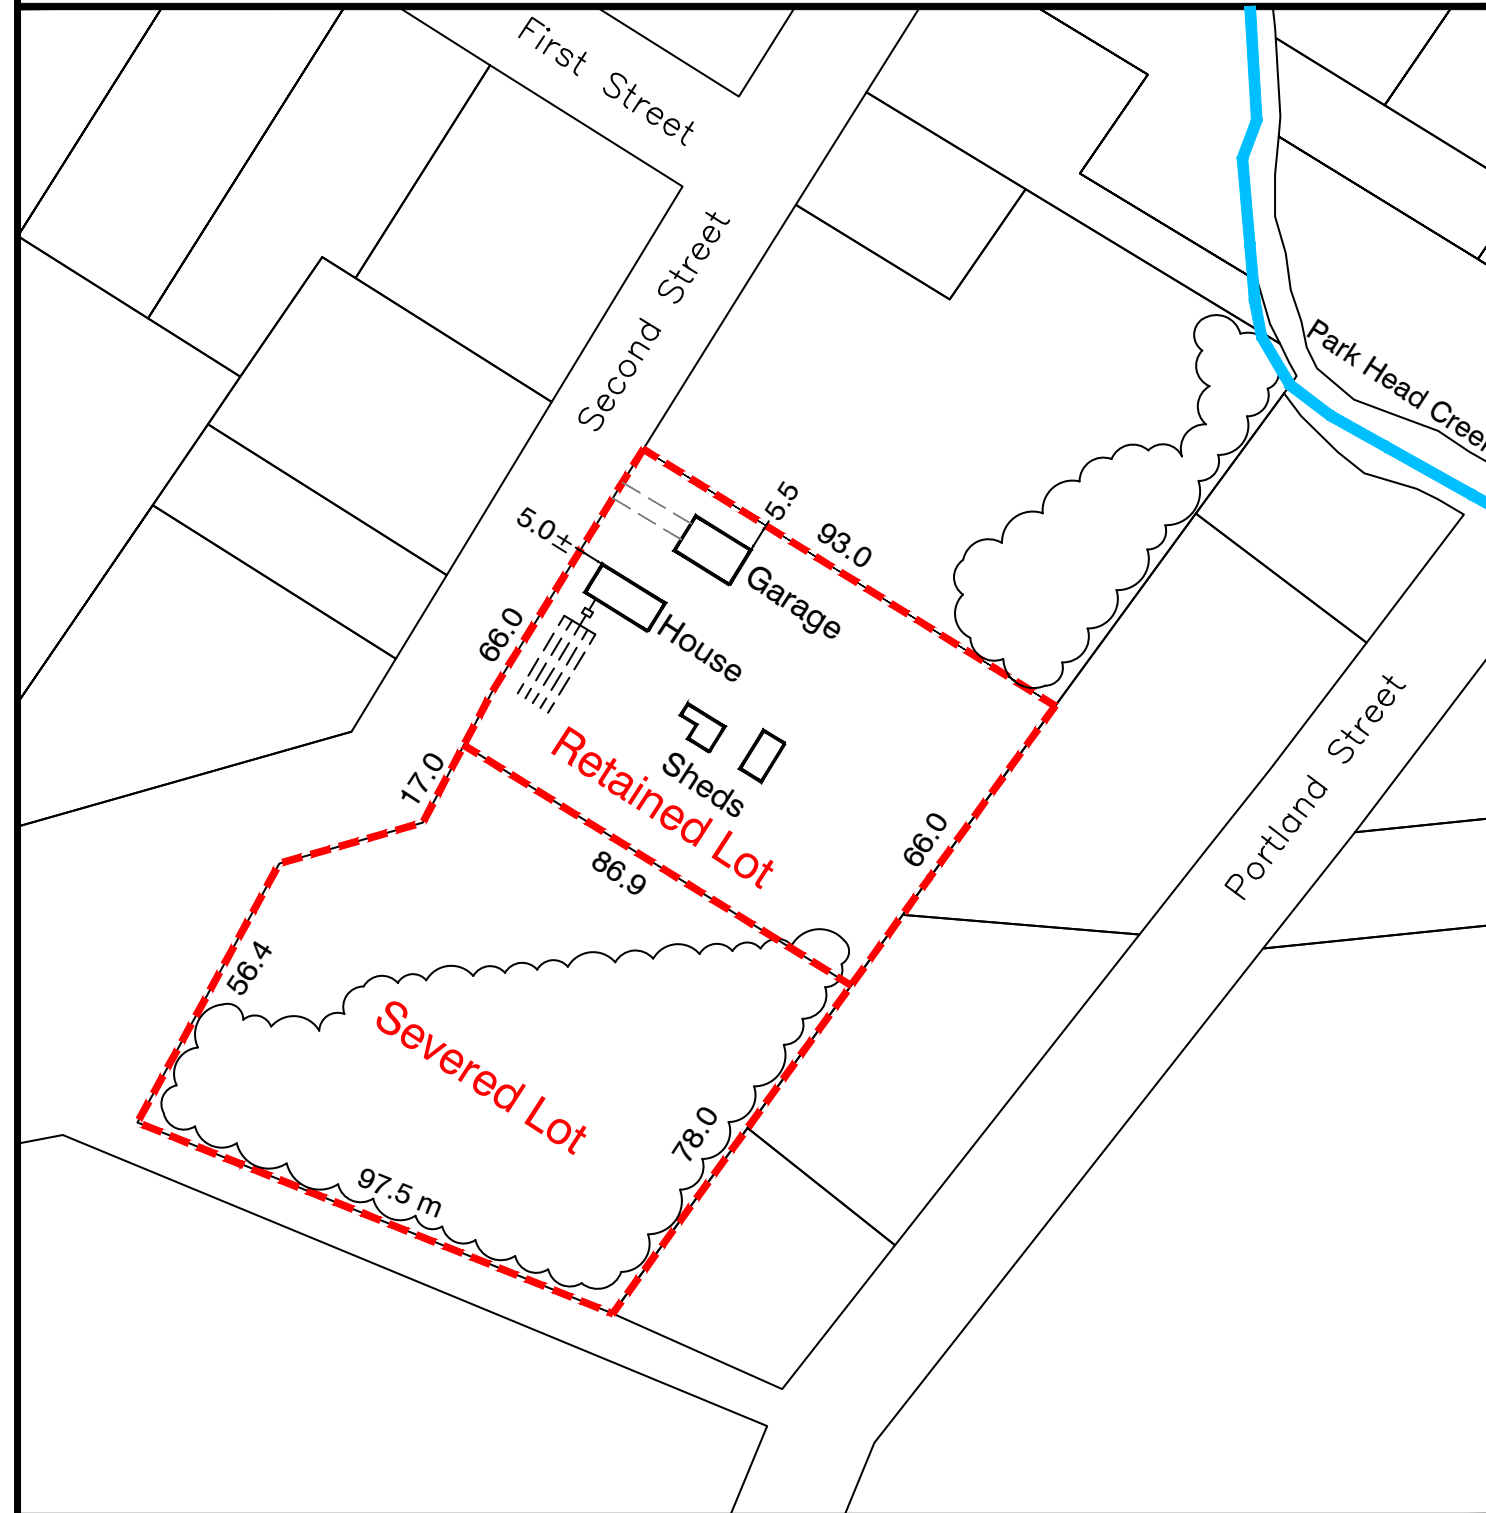 First Street
Second Street
Park Head Cree
5.5
5.0±
93.0
Garage
66.0
House
Retained Lot
Sheds
17.0
66.0
Portland Street
86.9
56.4
Severed Lot
78.0
97.5 m